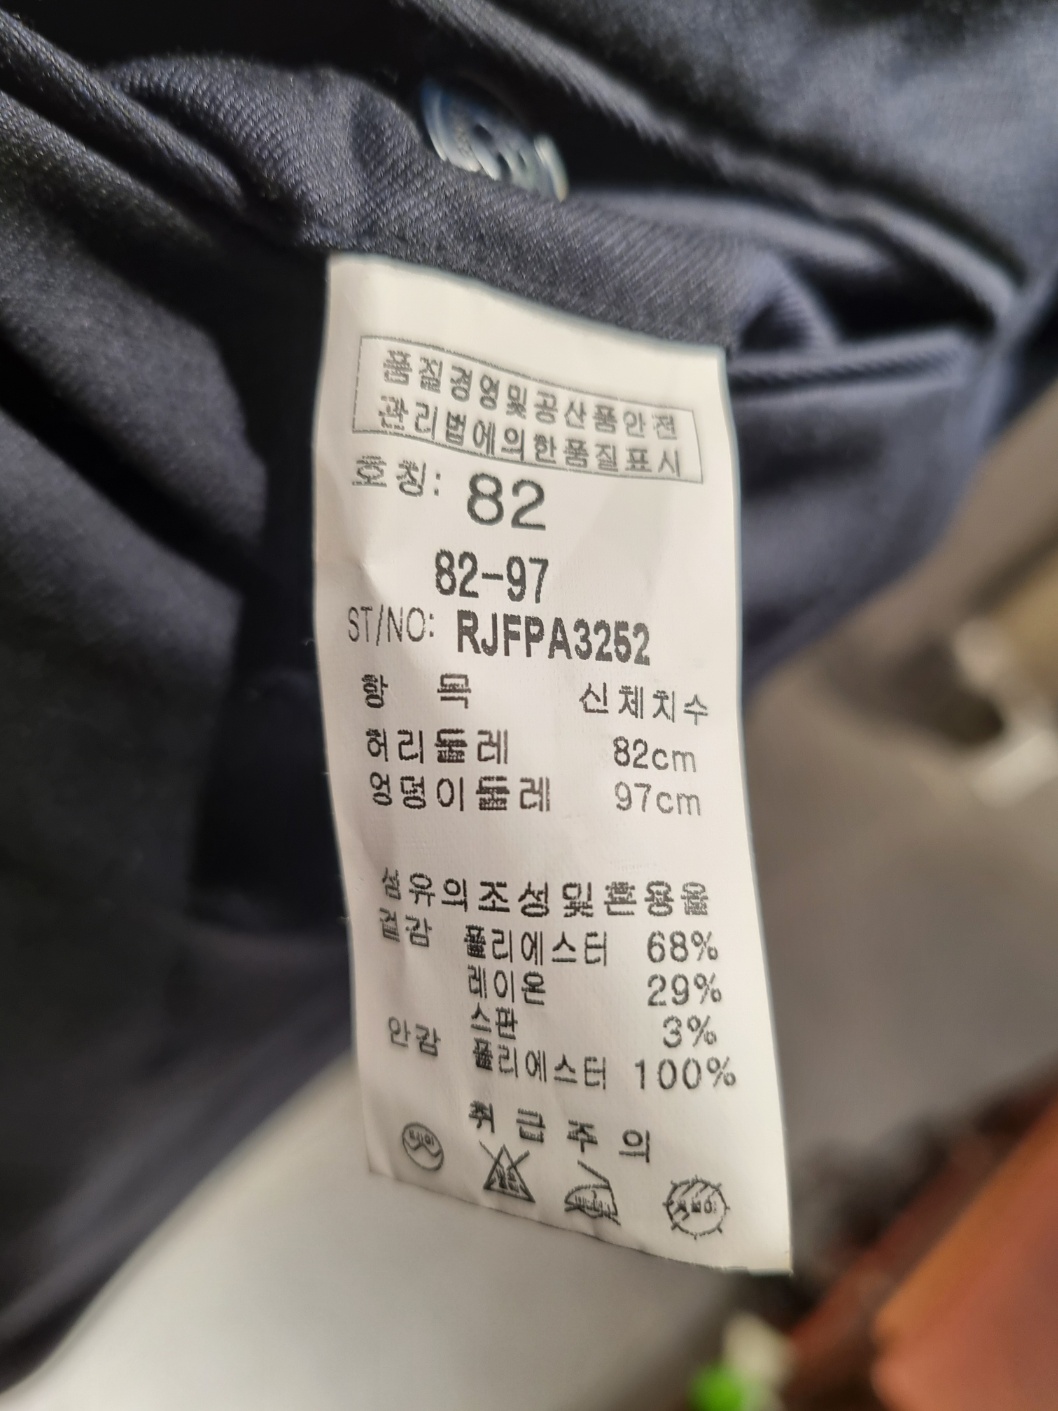 품질경영및공산품안전
관리법에의한품질표시
호칭: 82
82-97
ST/NO: RJFPA3252
항 목 신체치수
허리둘레 82cm
엉덩이둘레 97cm
섬유의조성및혼용율
겉감 폴리에스터 68%
레이온 29%
스판 3%
안감 폴리에스터 100%
취급주의
드라이